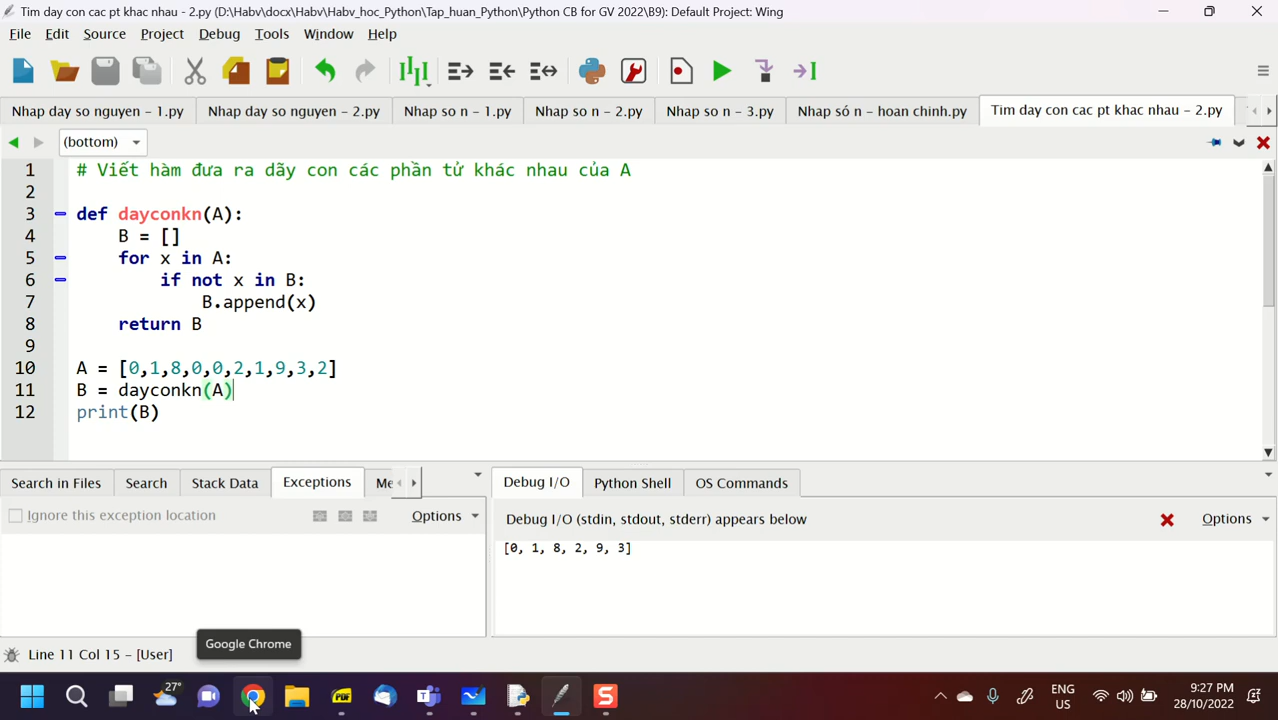 Tim day con cac pt khac nhau - 2.py (D:\Habv\docx\Habv\Habv_hoc_Python\Tap_huan_Python\Python CB for GV 2022\B9): Default Project: Wing
File Edit Source Project Debug Tools Window Help
Nhap day so nguyen - 1.py Nhap day so nguyen - 2.py Nhap so n - 1.py Nhap so n - 2.py Nhap so n - 3.py Nhap só n - hoan chinh.py Tim day con cac pt khac nhau - 2.py
(bottom)
1 # Viết hàm đưa ra dãy con các phần tử khác nhau của A
2
3 def dayconkn(A):
4 B = []
5 for x in A:
6 if not x in B:
7 B.append(x)
8 return B
9
10 A = [0,1,8,0,0,2,1,9,3,2]
11 B = dayconkn(A)
12 print(B)
Search in Files Search Stack Data Exceptions Me Debug I/O Python Shell OS Commands
Ignore this exception location Options Debug I/O (stdin, stdout, stderr) appears below Options
[0, 1, 8, 2, 9, 3]
Google Chrome
Line 11 Col 15 - [User]
27° PDF S ENG US 9:27 PM 28/10/2022